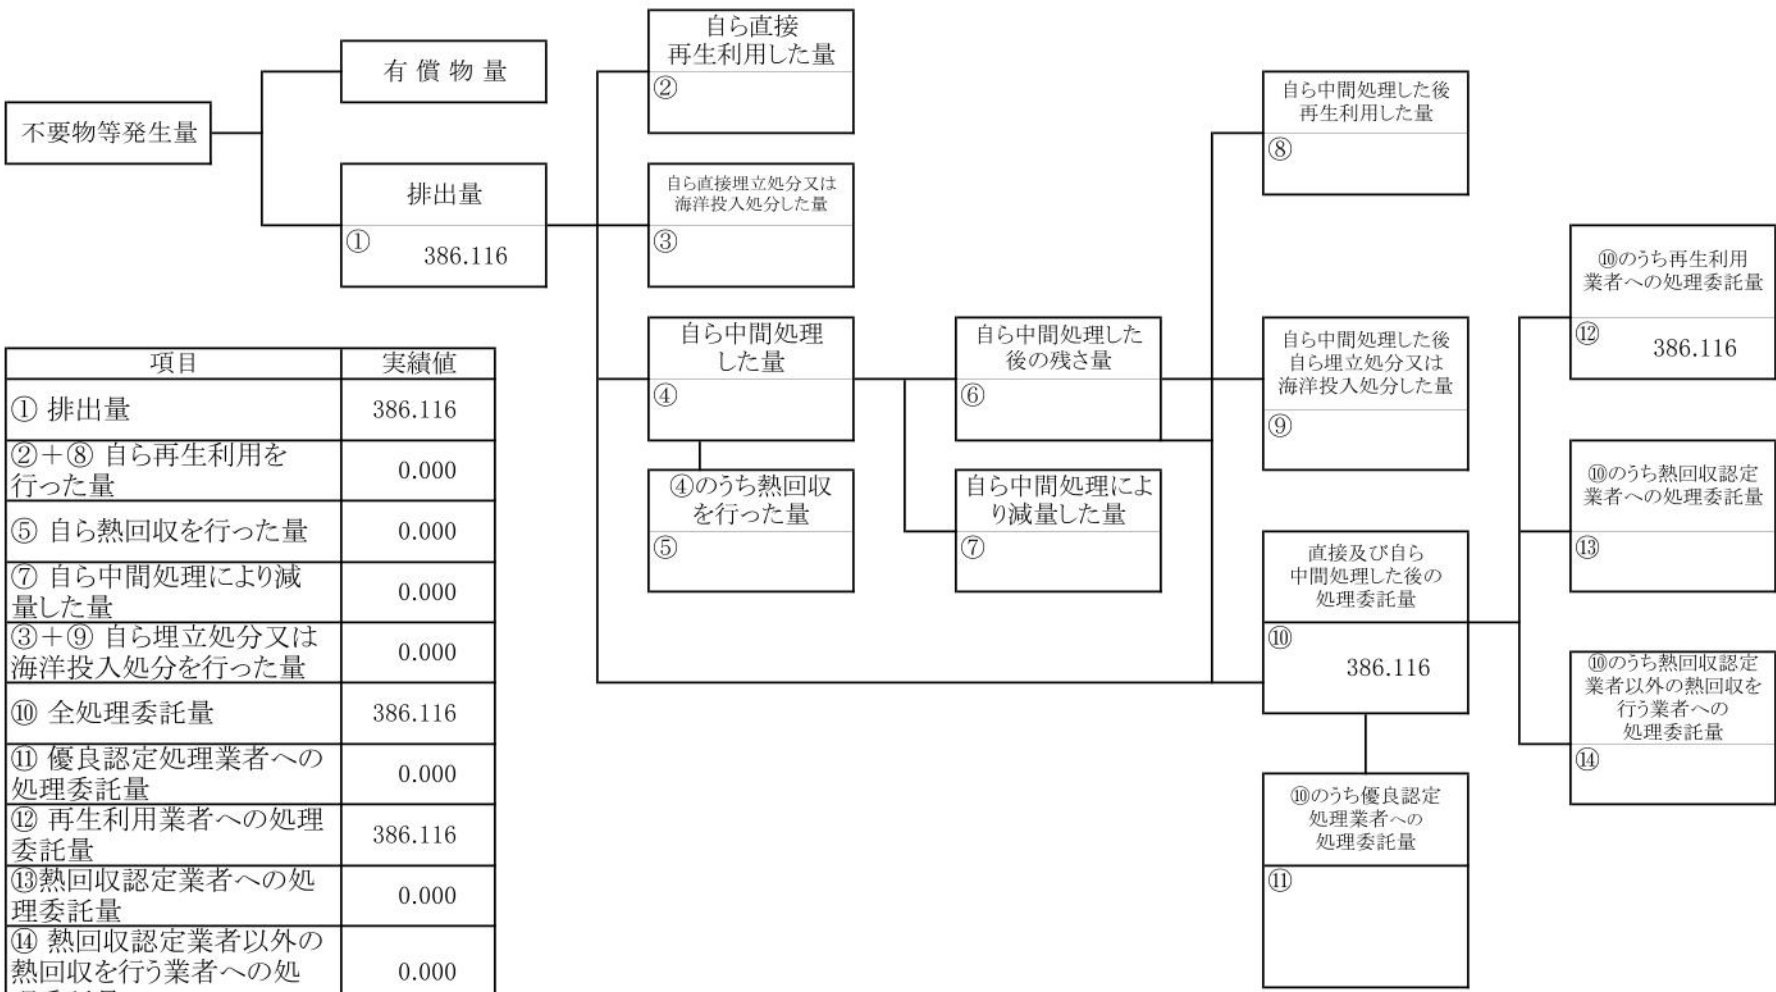 不要物等発生量
有償物量
排出量
①
386.116
自ら直接
再生利用した量
②
自ら直接埋立処分又は
海洋投入処分した量
③
自ら中間処理
した量
④
④のうち熱回収
を行った量
⑤
自ら中間処理した
後の残さ量
⑥
自ら中間処理によ
り減量した量
⑦
自ら中間処理した後
再生利用した量
⑧
自ら中間処理した後
自ら埋立処分又は
海洋投入処分した量
⑨
直接及び自ら
中間処理した後の
処理委託量
⑩
386.116
⑩のうち優良認定
処理業者への
処理委託量
⑪
⑩のうち再生利用
業者への処理委託量
⑫
386.116
⑩のうち熱回収認定
業者への処理委託量
⑬
⑩のうち熱回収認定
業者以外の熱回収を
行う業者への
処理委託量
⑭
項目 実績値
① 排出量 386.116
②+⑧ 自ら再生利用を
行った量 0.000
⑤ 自ら熱回収を行った量 0.000
⑦ 自ら中間処理により減
量した量 0.000
③+⑨ 自ら埋立処分又は
海洋投入処分を行った量 0.000
⑩ 全処理委託量 386.116
⑪ 優良認定処理業者への
処理委託量 0.000
⑫ 再生利用業者への処理
委託量 386.116
⑬熱回収認定業者への処
理委託量 0.000
⑭ 熱回収認定業者以外の
熱回収を行う業者への処 0.000